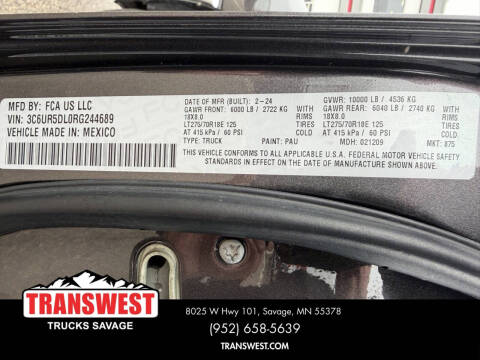 MFD BY: FCA US LLC
VIN: 3C6UR5DL0RG244689
VEHICLE MADE IN: MEXICO
DATE OF MFR (BUILT): 2-24
GVWR: 10000 LB / 4536 KG
GAWR FRONT: 6000 LB / 2722 KG
GAWR REAR: 6040 LB / 2740 KG
18X8.0 RIMS
18X8.0 RIMS
LT275/70R18E 125 TIRES
LT275/70R18E 125 TIRES
AT 415 kPa / 60 PSI COLD
AT 415 kPa / 60 PSI COLD
TYPE: TRUCK PAINT: PAU MDH: 021209 MKT: 875
THIS VEHICLE CONFORMS TO ALL APPLICABLE U.S.A. FEDERAL MOTOR VEHICLE SAFETY
STANDARDS IN EFFECT ON THE DATE OF MANUFACTURE SHOWN ABOVE.
TRANSWEST
TRUCKS SAVAGE
8025 W Hwy 101, Savage, MN 55378
(952) 658-5639
TRANSWEST.COM